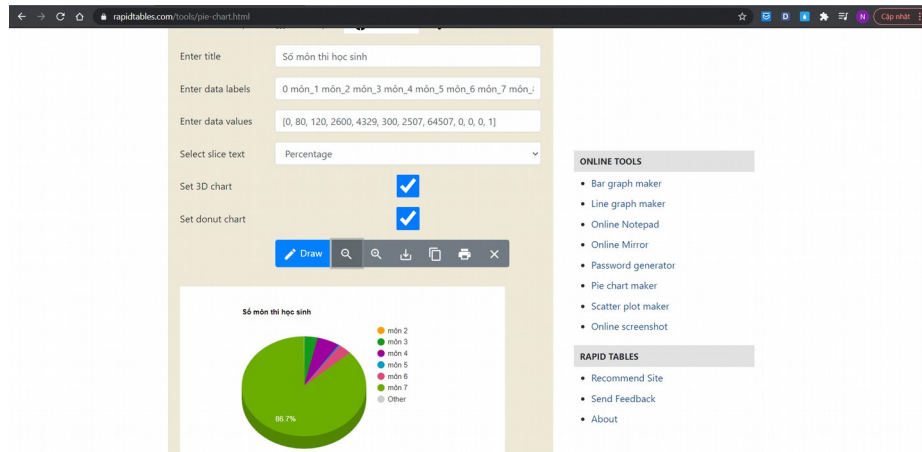 rapidtables.com/tools/pie-chart.html
N
Cập nhật
Enter title
Số môn thi học sinh
Enter data labels
0 môn_1 môn_2 môn_3 môn_4 môn_5 môn_6 môn_7 môn_
Enter data values
[0, 80, 120, 2600, 4329, 300, 2507, 64507, 0, 0, 0, 1]
Select slice text
Percentage
Set 3D chart
Set donut chart
Draw
Số môn thi học sinh
môn 2
môn 3
môn 4
môn 5
môn 6
môn 7
Other
86.7%
ONLINE TOOLS
Bar graph maker
Line graph maker
Online Notepad
Online Mirror
Password generator
Pie chart maker
Scatter plot maker
Online screenshot
RAPID TABLES
Recommend Site
Send Feedback
About